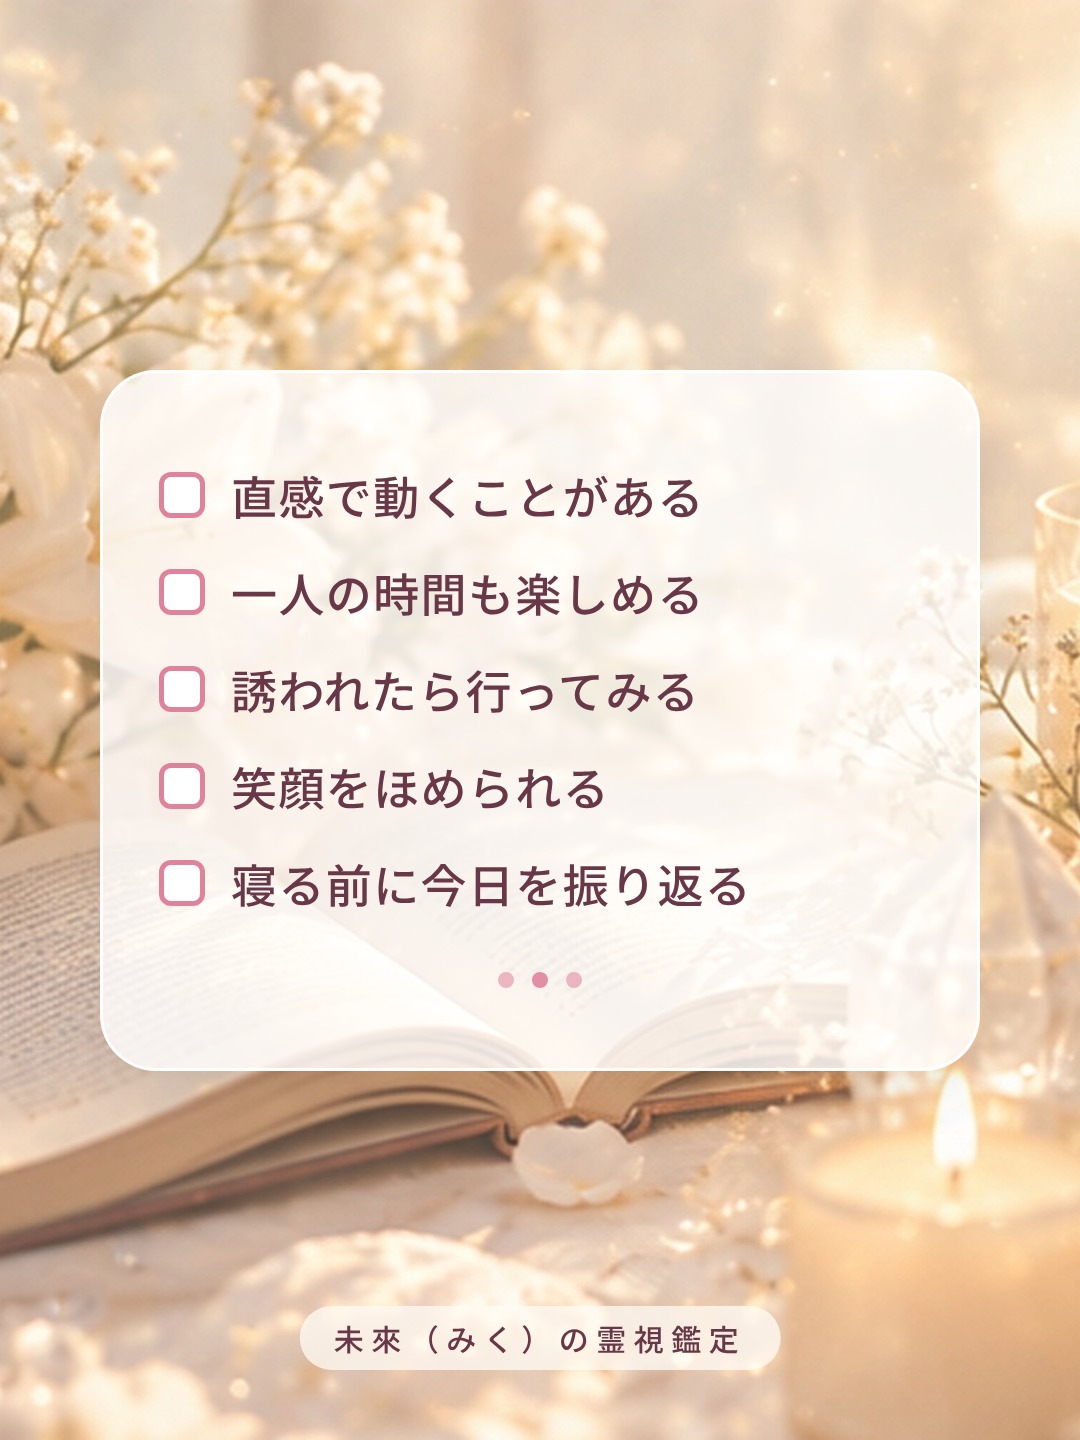 直感で動くことがある
一人の時間も楽しめる
誘われたら行ってみる
笑顔をほめられる
寝る前に今日を振り返る
未來（みく）の霊視鑑定